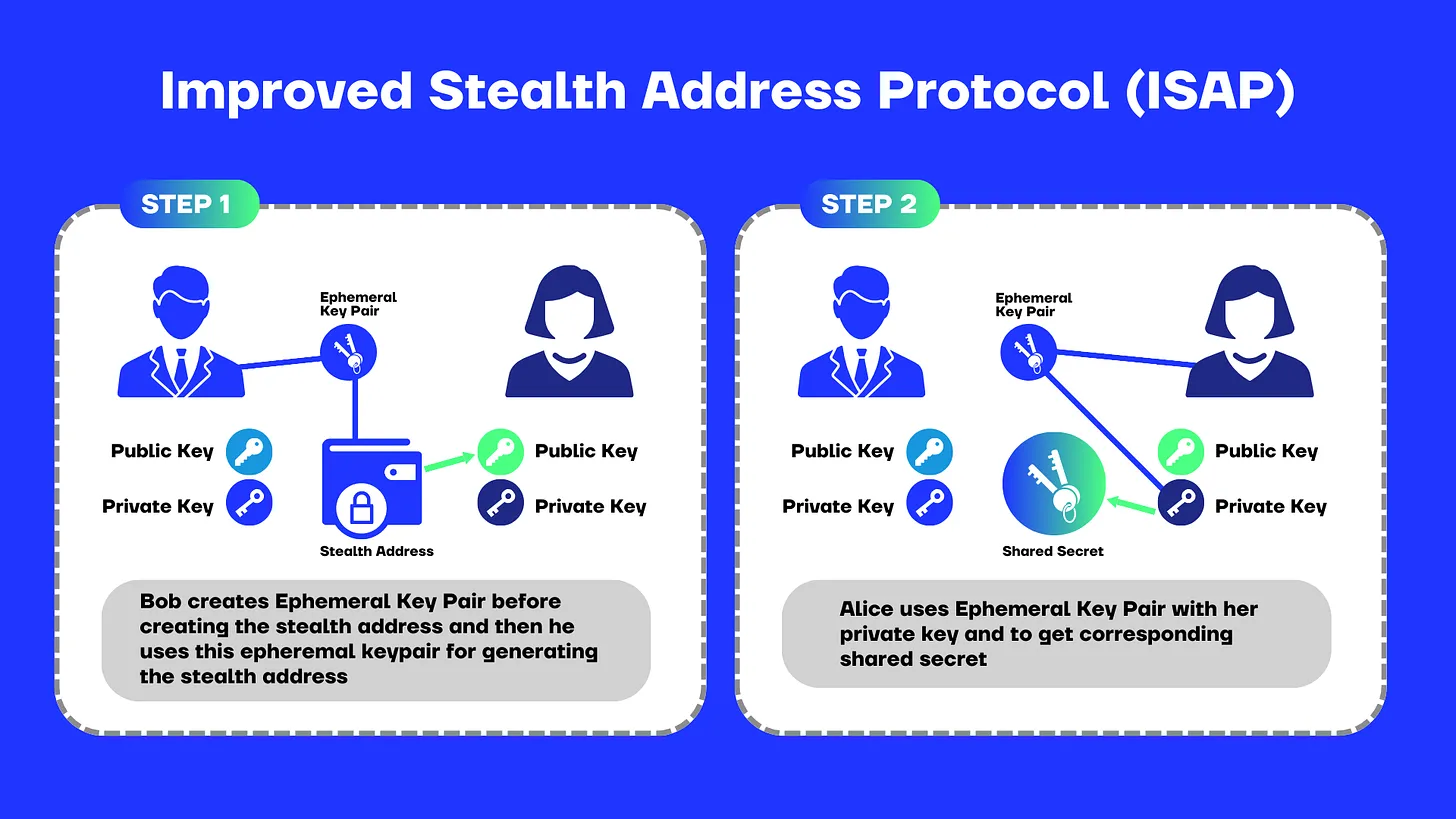 Improved Stealth Address Protocol (ISAP)
STEP 1
Ephemeral
Key Pair
Public Key
Private Key
Public Key
Private Key
Stealth Address
Bob creates Ephemeral Key Pair before
creating the stealth address and then he
uses this epheremal keypair for generating
the stealth address
STEP 2
Ephemeral
Key Pair
Public Key
Private Key
Public Key
Private Key
Shared Secret
Alice uses Ephemeral Key Pair with her
private key and to get corresponding
shared secret